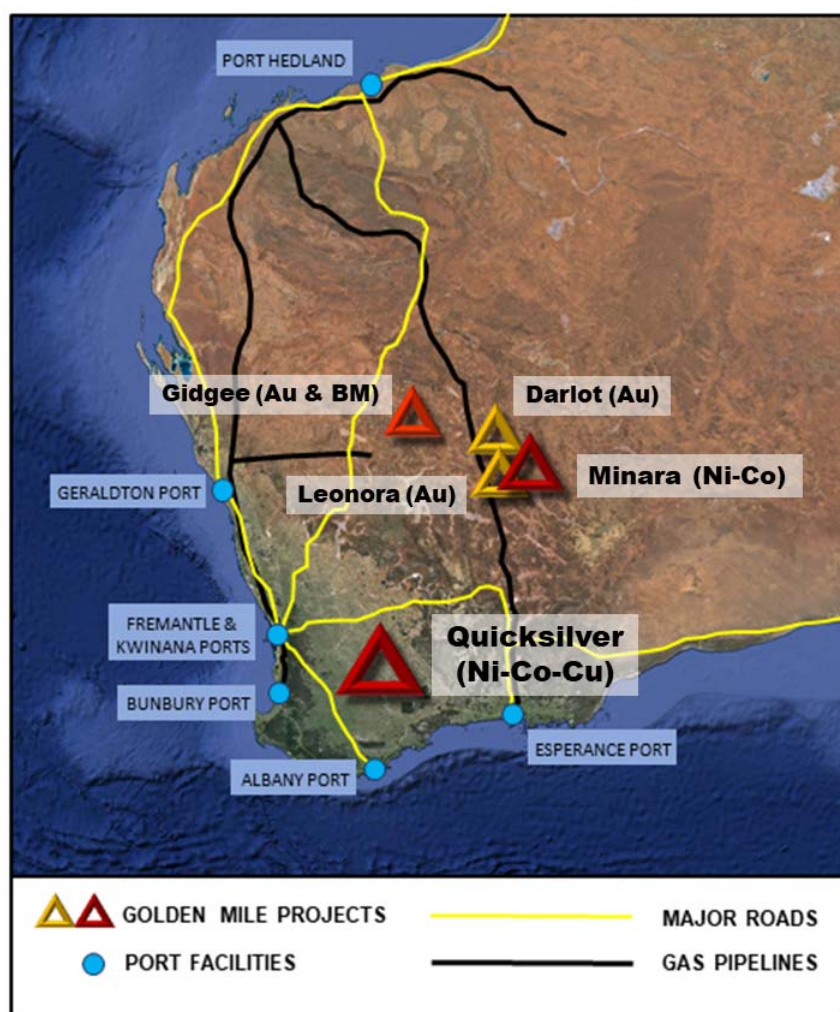 PORT HEDLAND
Gidgee (Au & BM)
Darlot (Au)
Leonora (Au)
Minara (Ni-Co)
GERALDTON PORT
FREMANTLE &
KWINANA PORTS
Quicksilver
(Ni-Co-Cu)
BUNBURY PORT
ESPERANCE PORT
ALBANY PORT
GOLDEN MILE PROJECTS
MAJOR ROADS
PORT FACILITIES
GAS PIPELINES